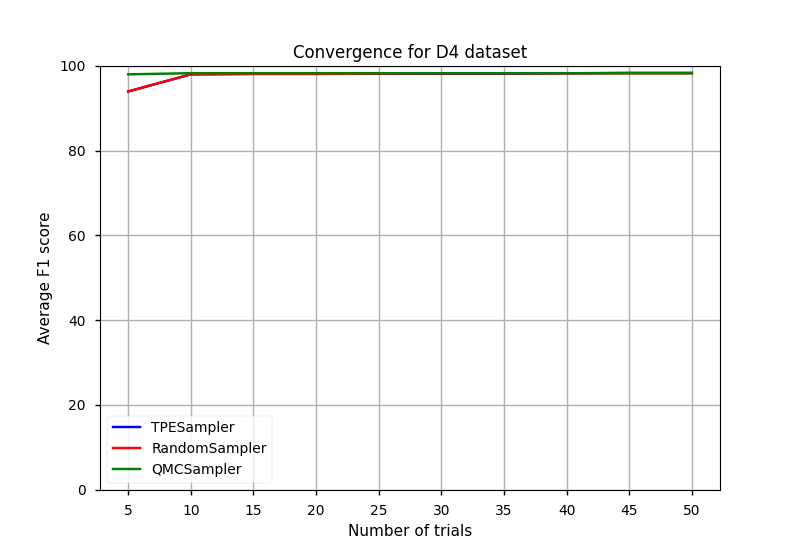 Convergence for D4 dataset
100
80
60
40
20
0
Average F1 score
TPESampler
RandomSampler
QMCSampler
5 10 15 20 25 30 35 40 45 50
Number of trials